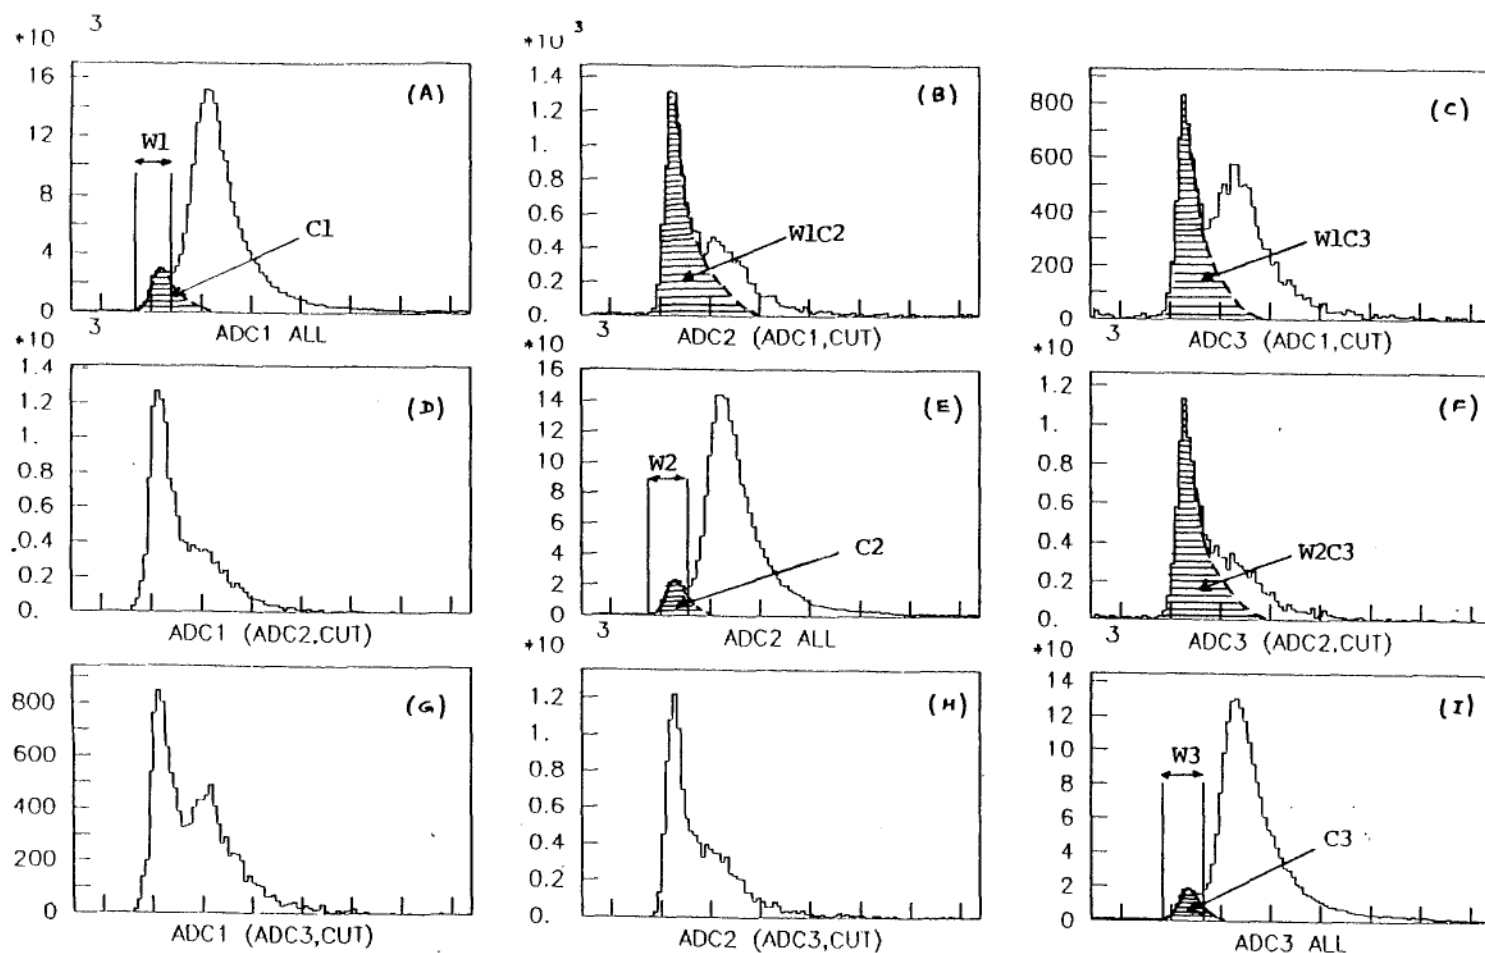 *10 3
16
12
8
4
0
W1
C1
(A)
ADC1 ALL
*10 3
1.4
1.2
1.
0.8
0.6
0.4
0.2
0.
W1C2
(B)
ADC2 (ADC1,CUT)
800
600
400
200
0
W1C3
(C)
ADC3 (ADC1,CUT)
*10 3
1.4
1.2
1.
0.8
0.6
0.4
0.2
0.
(D)
ADC1 (ADC2,CUT)
*10 3
16
14
12
10
8
6
4
2
0
W2
C2
(E)
ADC2 ALL
*10 3
1.2
1.
0.8
0.6
0.4
0.2
0.
W2C3
(F)
ADC3 (ADC2,CUT)
800
600
400
200
0
(G)
ADC1 (ADC3,CUT)
*10 3
1.2
1.
0.8
0.6
0.4
0.2
0.
(H)
ADC2 (ADC3,CUT)
*10 3
14
12
10
8
6
4
2
0
W3
C3
(I)
ADC3 ALL